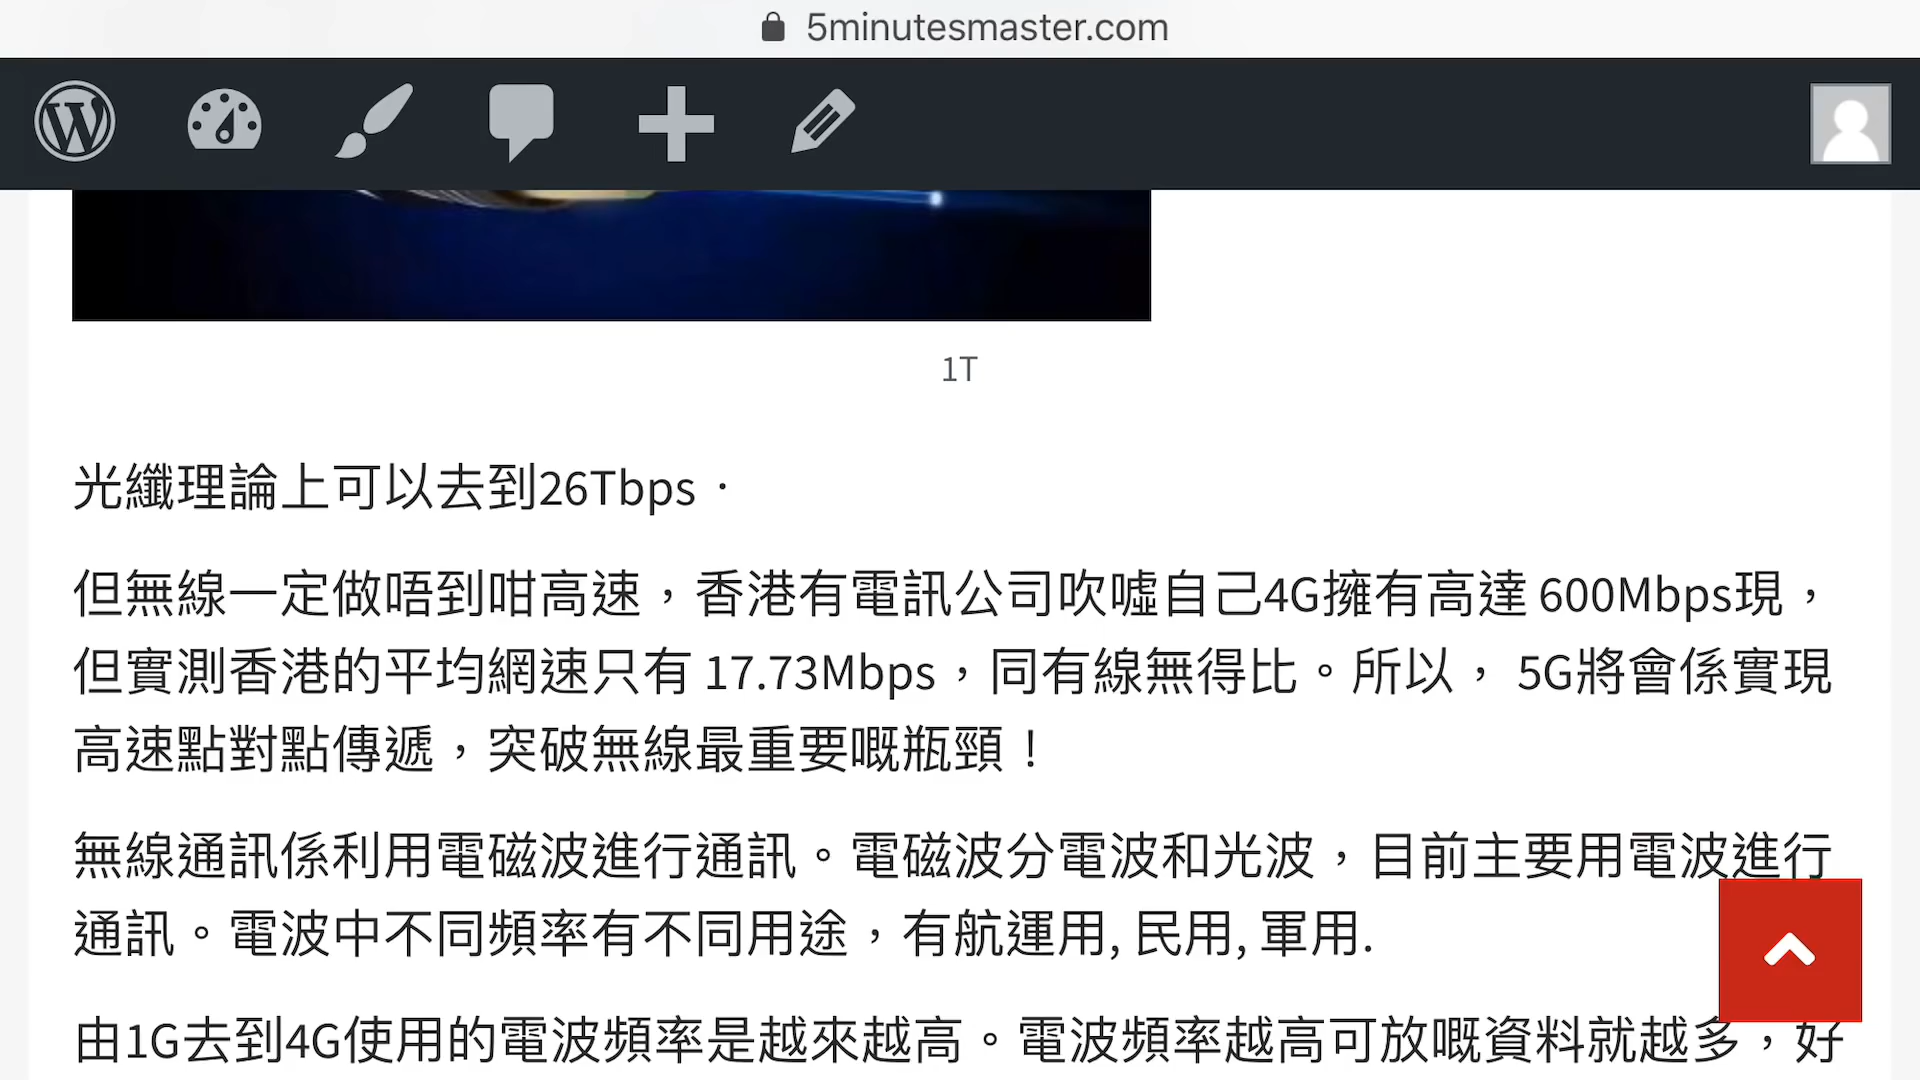 5minutesmaster.com
1T
光纖理論上可以去到26Tbps．
但無線一定做唔到咁高速，香港有電訊公司吹噓自己4G擁有高達 600Mbps現，
但實測香港的平均網速只有 17.73Mbps，同有線無得比。所以， 5G將會係實現
高速點對點傳遞，突破無線最重要嘅瓶頸！
無線通訊係利用電磁波進行通訊。電磁波分電波和光波，目前主要用電波進行
通訊。電波中不同頻率有不同用途，有航運用, 民用, 軍用.
由1G去到4G使用的電波頻率是越來越高。電波頻率越高可放嘅資料就越多，好